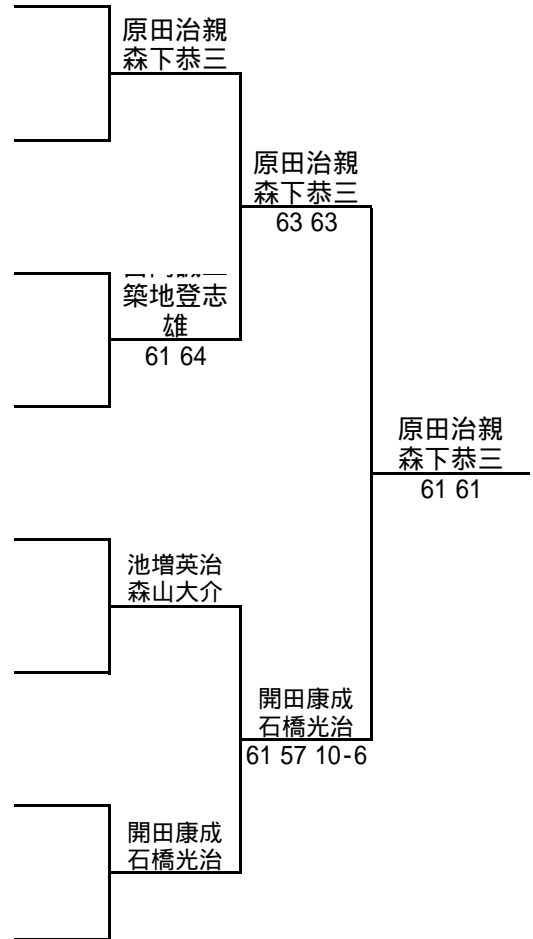 原田治親
森下恭三
原田治親
森下恭三
63 63
築地登志
雄
61 64
原田治親
森下恭三
61 61
池増英治
森山大介
開田康成
石橋光治
61 57 10-6
開田康成
石橋光治